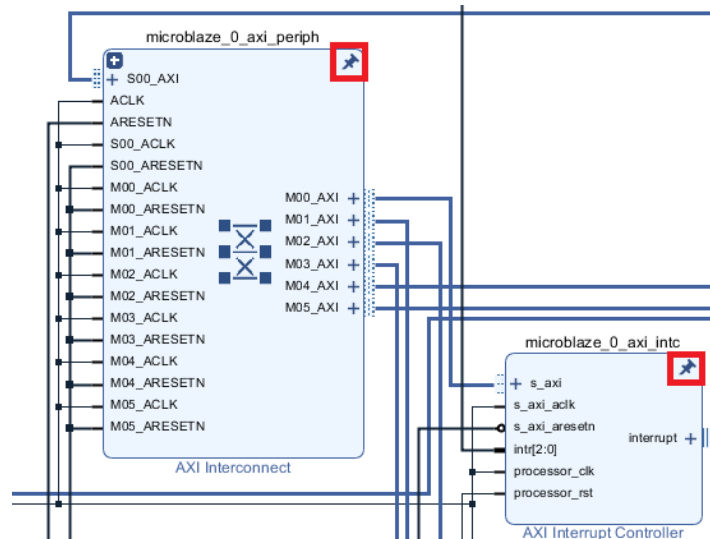 microblaze_0_axi_periph
S00_AXI
ACLK
ARESETN
S00_ACLK
S00_ARESETN
M00_ACLK
M00_ARESETN
M01_ACLK
M01_ARESETN
M02_ACLK
M02_ARESETN
M03_ACLK
M03_ARESETN
M04_ACLK
M04_ARESETN
M05_ACLK
M05_ARESETN
M00_AXI
M01_AXI
M02_AXI
M03_AXI
M04_AXI
M05_AXI
AXI Interconnect
microblaze_0_axi_intc
s_axi
s_axi_aclk
s_axi_aresetn
intr[2:0]
processor_clk
processor_rst
interrupt
AXI Interrupt Controller